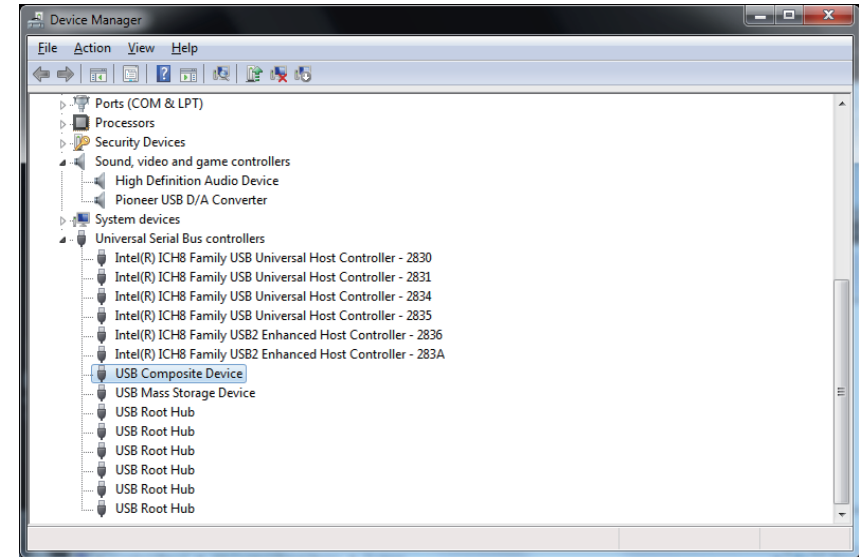 Device Manager
File Action View Help
Ports (COM & LPT)
Processors
Security Devices
Sound, video and game controllers
High Definition Audio Device
Pioneer USB D/A Converter
System devices
Universal Serial Bus controllers
Intel(R) ICH8 Family USB Universal Host Controller - 2830
Intel(R) ICH8 Family USB Universal Host Controller - 2831
Intel(R) ICH8 Family USB Universal Host Controller - 2834
Intel(R) ICH8 Family USB Universal Host Controller - 2835
Intel(R) ICH8 Family USB2 Enhanced Host Controller - 2836
Intel(R) ICH8 Family USB2 Enhanced Host Controller - 283A
USB Composite Device
USB Mass Storage Device
USB Root Hub
USB Root Hub
USB Root Hub
USB Root Hub
USB Root Hub
USB Root Hub